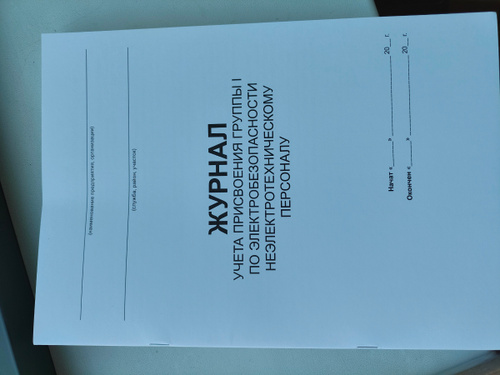 (наименование предприятия, организации)
(служба, район, участок)
ЖУРНАЛ
УЧЕТА ПРИСВОЕНИЯ ГРУППЫ I
ПО ЭЛЕКТРОБЕЗОПАСНОСТИ
НЕЭЛЕКТРОТЕХНИЧЕСКОМУ
ПЕРСОНАЛУ
Начат «____» ____________ 20__ г.
Окончен «____» ____________ 20__ г.